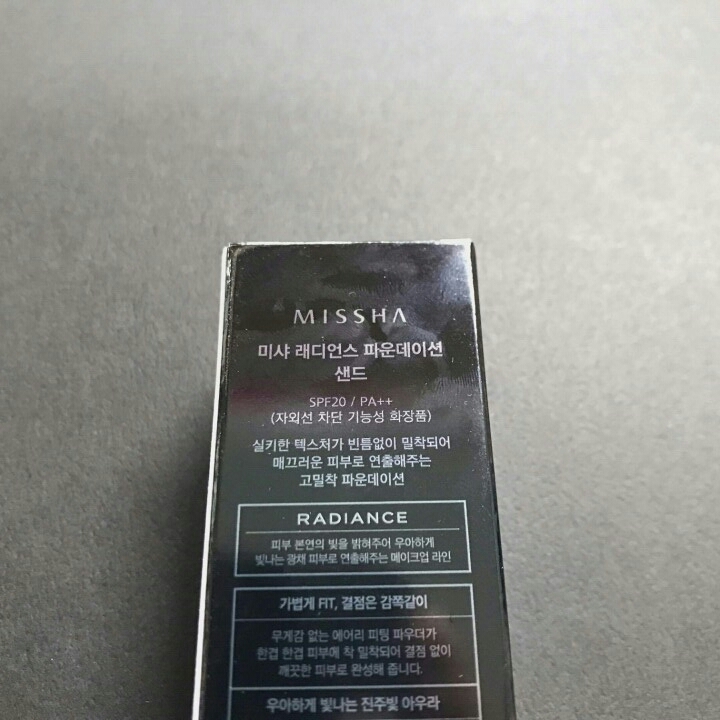 MISSHA
미샤 래디언스 파운데이션
샌드
SPF20 / PA++
(자외선 차단 기능성 화장품)
실키한 텍스처가 빈틈없이 밀착되어
매끄러운 피부로 연출해주는
고밀착 파운데이션
RADIANCE
피부 본연의 빛을 밝혀주어 우아하게
빛나는 광채 피부로 연출해주는 메이크업 라인
가볍게 FIT, 결점은 감쪽같이
무게감 없는 에어리 피팅 파우더가
한겹 한겹 피부에 착 밀착되어 결점 없이
깨끗한 피부로 완성해 줍니다.
우아하게 빛나는 진주빛 아우라